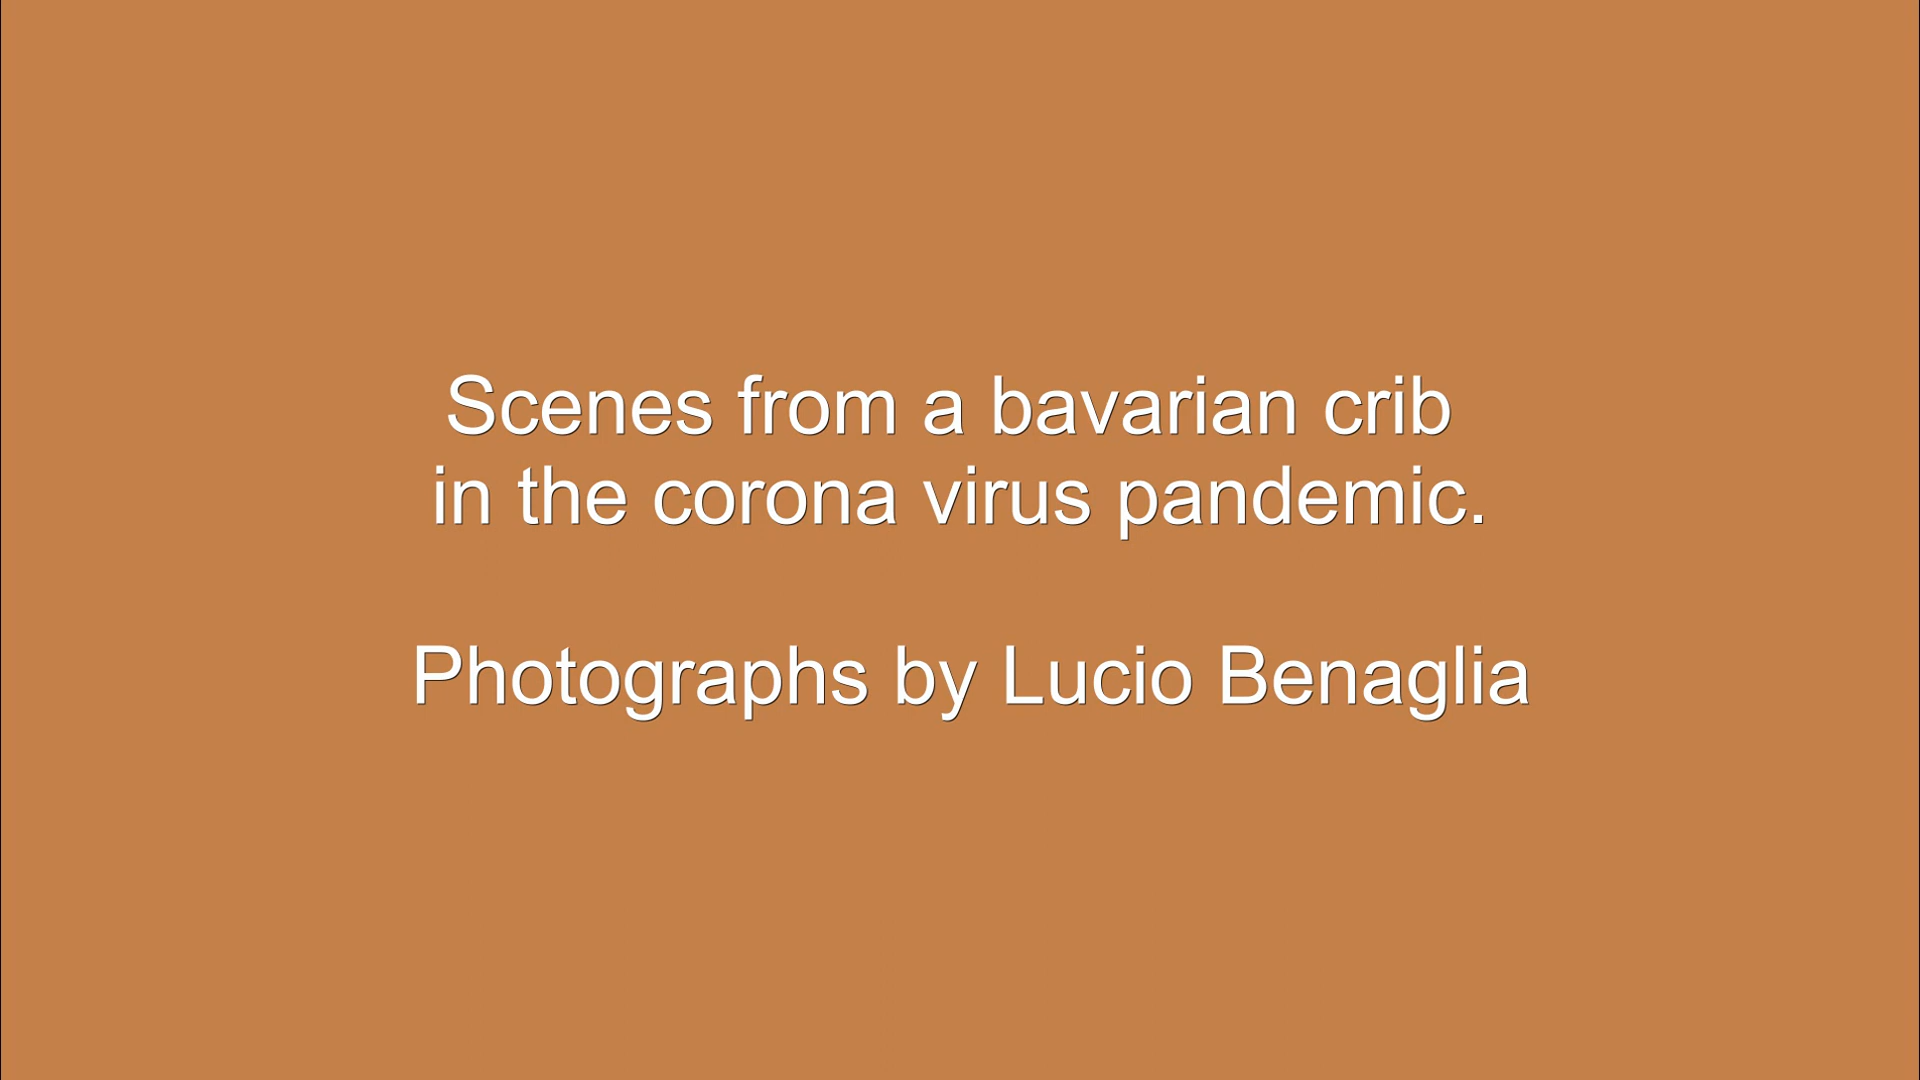 Scenes from a bavarian crib
in the corona virus pandemic.
Photographs by Lucio Benaglia